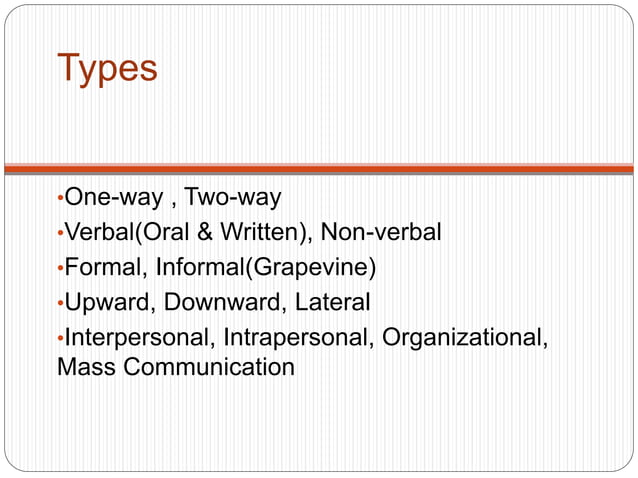 Types
•One-way , Two-way
•Verbal(Oral & Written), Non-verbal
•Formal, Informal(Grapevine)
•Upward, Downward, Lateral
•Interpersonal, Intrapersonal, Organizational,
Mass Communication